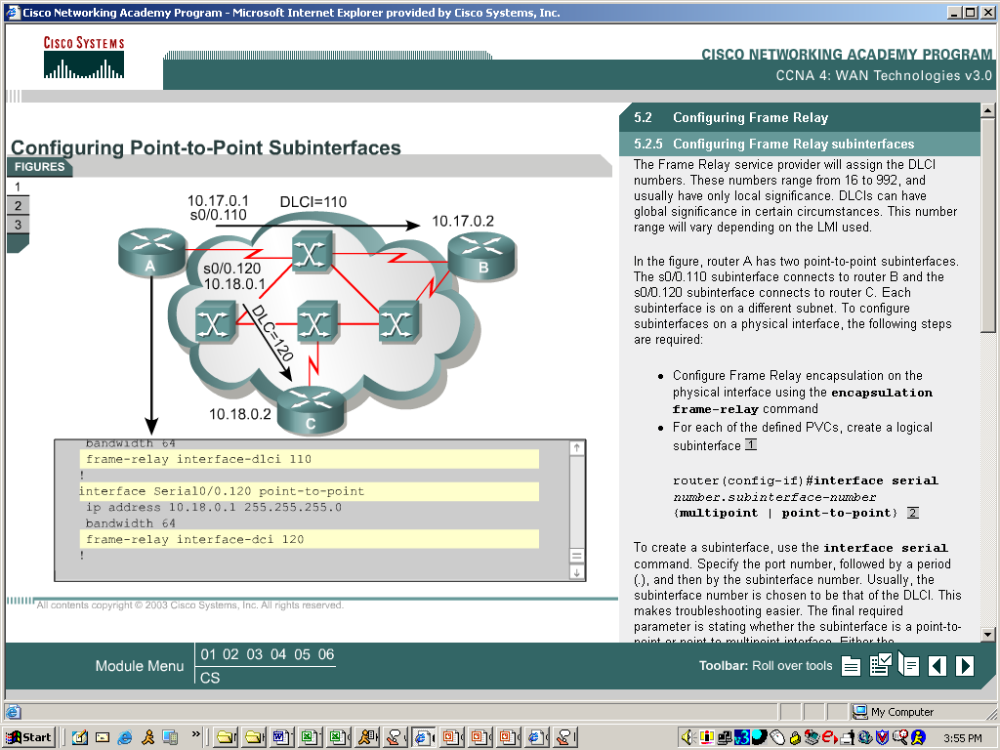 Cisco Networking Academy Program - Microsoft Internet Explorer provided by Cisco Systems, Inc.
CISCO SYSTEMS
CISCO NETWORKING ACADEMY PROGRAM
CCNA 4: WAN Technologies v3.0
Configuring Point-to-Point Subinterfaces
FIGURES
1
2
3
10.17.0.1
s0/0.110
DLCI=110
10.17.0.2
A
B
s0/0.120
10.18.0.1
DLC=120
10.18.0.2
C
bandwidth 64
frame-relay interface-dlci 110
!
interface Serial0/0.120 point-to-point
ip address 10.18.0.1 255.255.255.0
bandwidth 64
frame-relay interface-dci 120
!
All contents copyright © 2003 Cisco Systems, Inc. All rights reserved.
5.2 Configuring Frame Relay
5.2.5 Configuring Frame Relay subinterfaces
The Frame Relay service provider will assign the DLCI
numbers. These numbers range from 16 to 992, and
usually have only local significance. DLCIs can have
global significance in certain circumstances. This number
range will vary depending on the LMI used.
In the figure, router A has two point-to-point subinterfaces.
The s0/0.110 subinterface connects to router B and the
s0/0.120 subinterface connects to router C. Each
subinterface is on a different subnet. To configure
subinterfaces on a physical interface, the following steps
are required:
• Configure Frame Relay encapsulation on the
physical interface using the encapsulation
frame-relay command
• For each of the defined PVCs, create a logical
subinterface 1
router(config-if)#interface serial
number.subinterface-number
{multipoint | point-to-point} 2
To create a subinterface, use the interface serial
command. Specify the port number, followed by a period
(.), and then by the subinterface number. Usually, the
subinterface number is chosen to be that of the DLCI. This
makes troubleshooting easier. The final required
parameter is stating whether the subinterface is a point-to-
point or point to multipoint interface. Either the
Module Menu
01 02 03 04 05 06
CS
Toolbar: Roll over tools
My Computer
Start
»
3:55 PM